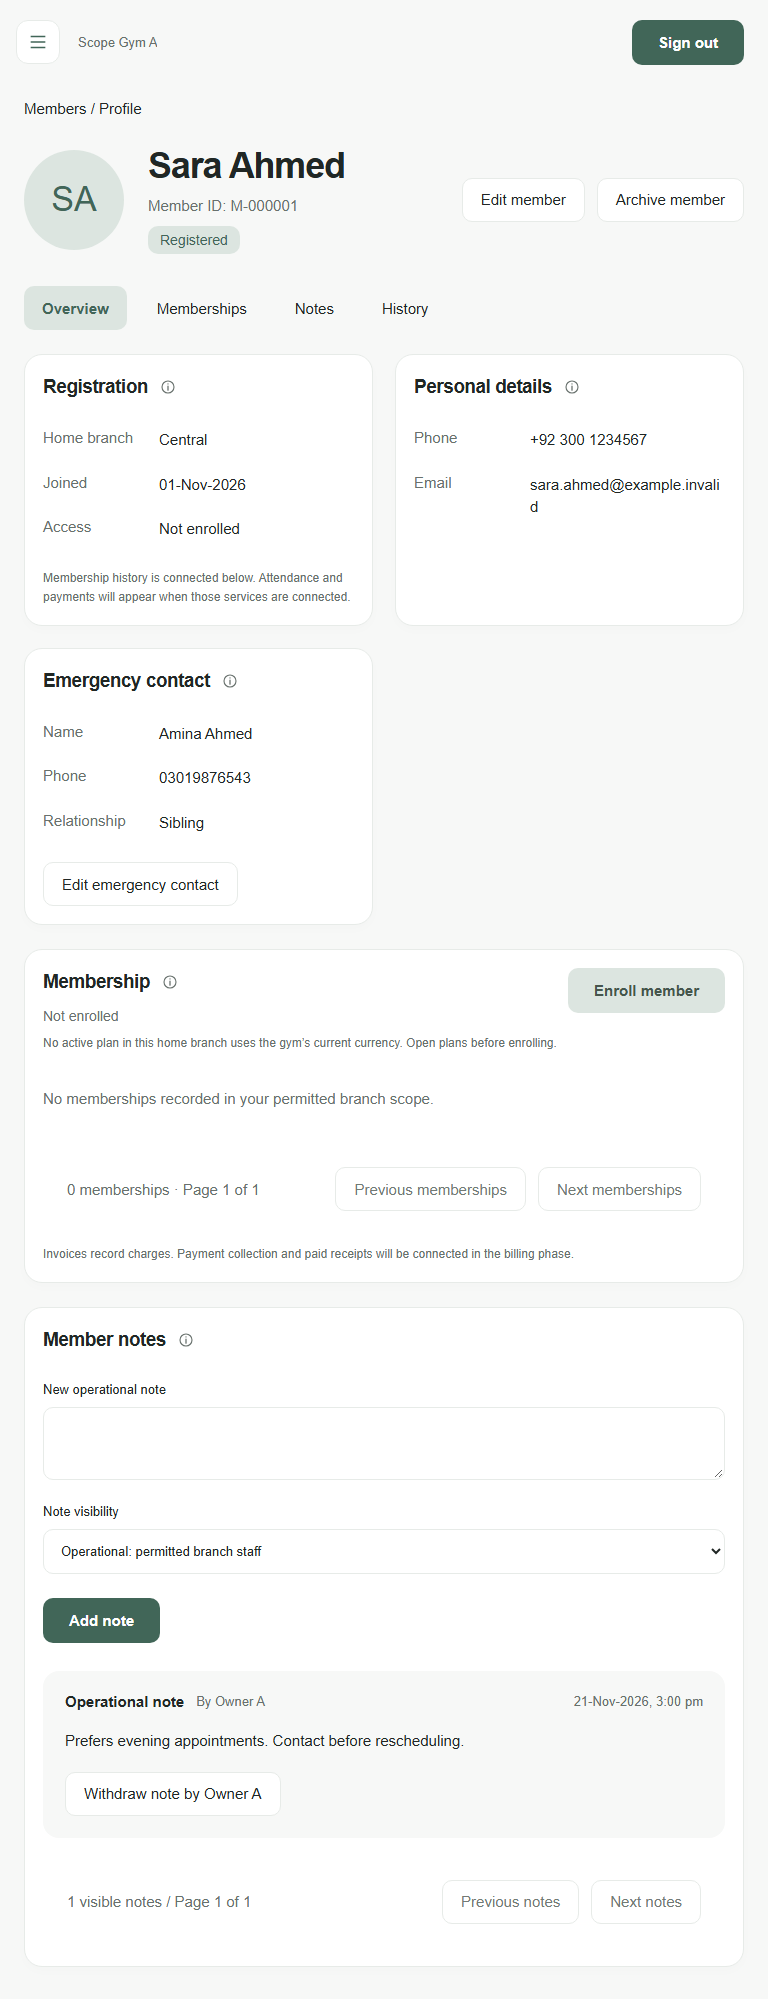 Scope Gym A
Sign out
Members / Profile
SA
Sara Ahmed
Member ID: M-000001
Registered
Edit member
Archive member
Overview
Memberships
Notes
History
Registration
Home branch
Central
Joined
01-Nov-2026
Access
Not enrolled
Membership history is connected below. Attendance and
payments will appear when those services are connected.
Personal details
Phone
+92 300 1234567
Email
sara.ahmed@example.invali
d
Emergency contact
Name
Amina Ahmed
Phone
03019876543
Relationship
Sibling
Edit emergency contact
Membership
Enroll member
Not enrolled
No active plan in this home branch uses the gym's current currency. Open plans before enrolling.
No memberships recorded in your permitted branch scope.
0 memberships · Page 1 of 1
Previous memberships
Next memberships
Invoices record charges. Payment collection and paid receipts will be connected in the billing phase.
Member notes
New operational note
Note visibility
Operational: permitted branch staff
Add note
Operational note By Owner A
21-Nov-2026, 3:00 pm
Prefers evening appointments. Contact before rescheduling.
Withdraw note by Owner A
1 visible notes / Page 1 of 1
Previous notes
Next notes